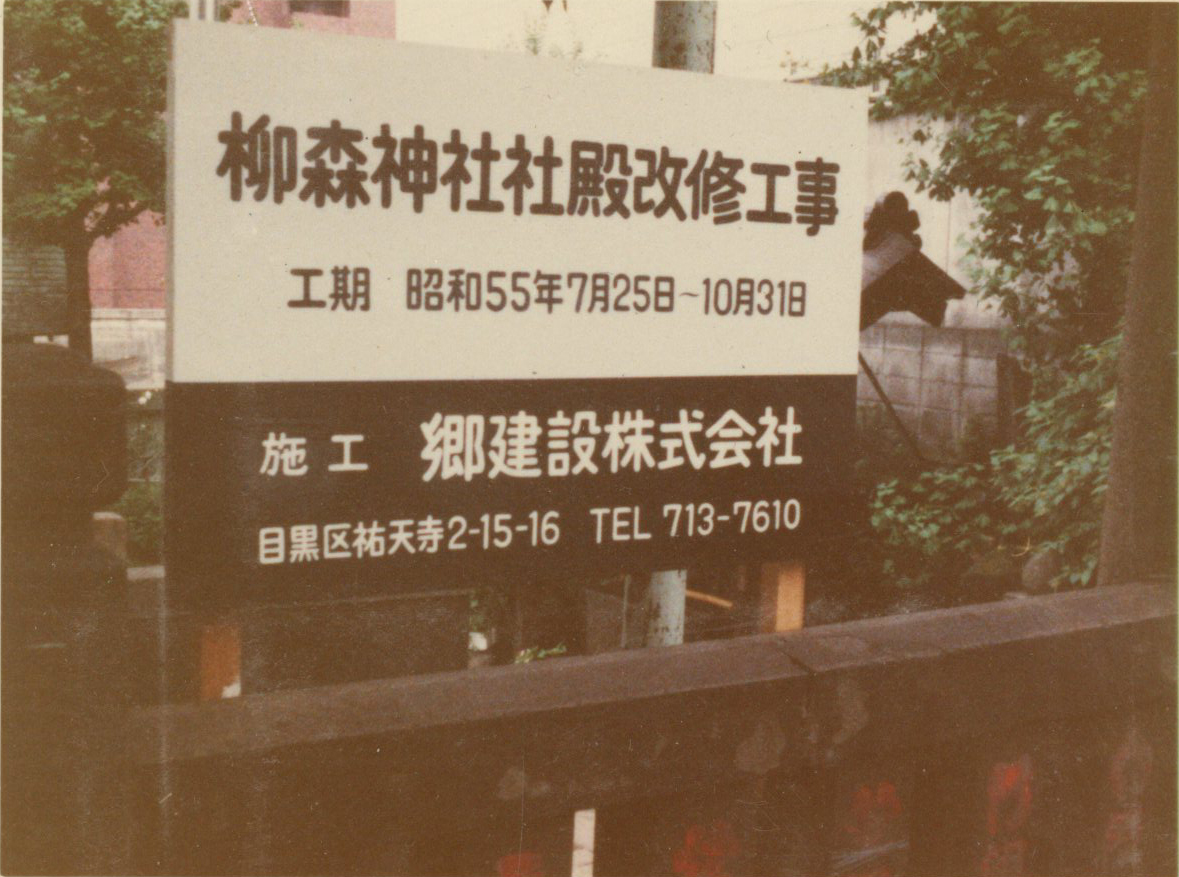 柳森神社社殿改修工事
工期 昭和55年7月25日~10月31日
施工 郷建設株式会社
目黒区祐天寺2-15-16 TEL 713-7610